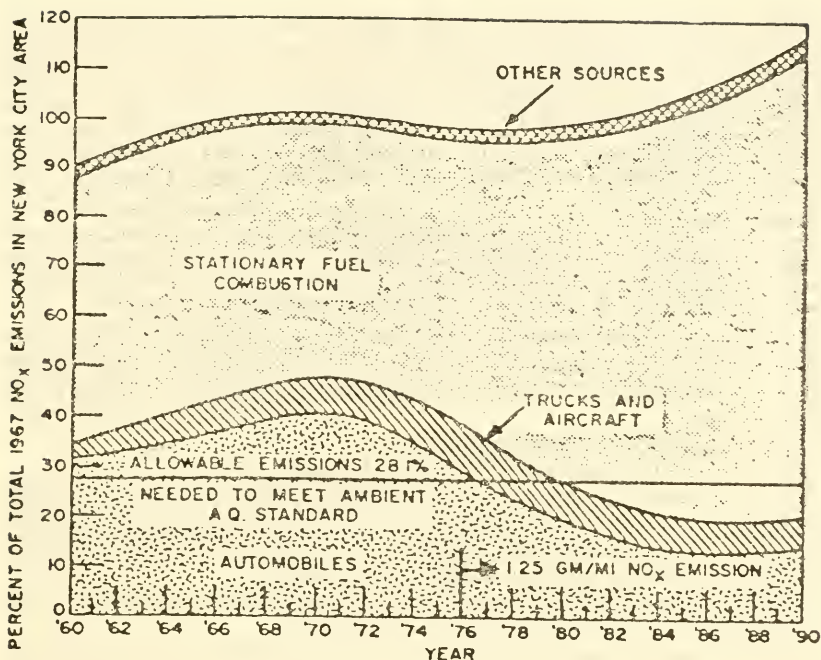 PERCENT OF TOTAL 1967 NOx EMISSIONS IN NEW YORK CITY AREA
120
110
100
90
80
70
60
50
40
30
20
10
0
OTHER SOURCES
STATIONARY FUEL
COMBUSTION
TRUCKS AND
AIRCRAFT
ALLOWABLE EMISSIONS 28.1%
NEEDED TO MEET AMBIENT
A.Q. STANDARD
AUTOMOBILES
1.25 GM/MI NOx EMISSION
'60 '62 '64 '66 '68 '70 '72 '74 '76 '78 '80 '82 '84 '86 '88 '90
YEAR